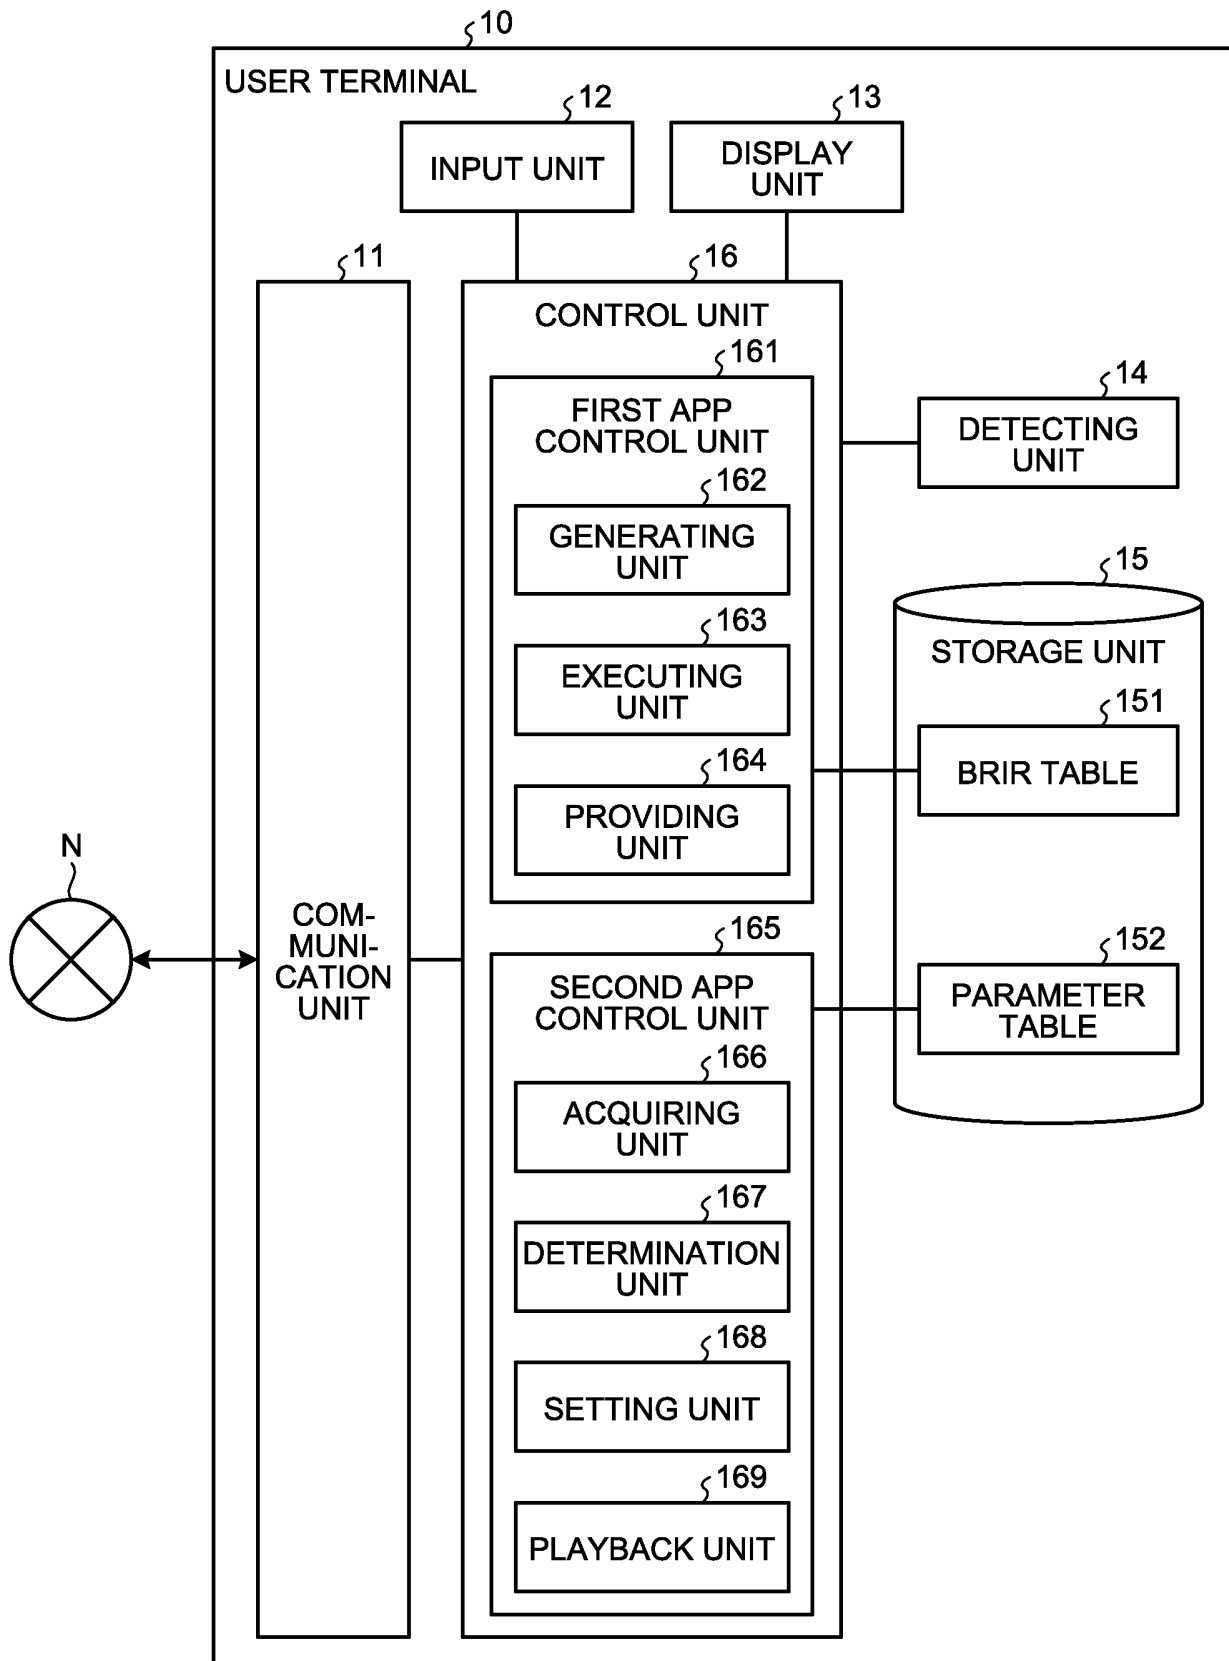 10
USER TERMINAL
12
INPUT UNIT
13
DISPLAY
UNIT
11
COM-
MUNI-
CATION
UNIT
16
CONTROL UNIT
161
FIRST APP
CONTROL UNIT
162
GENERATING
UNIT
163
EXECUTING
UNIT
164
PROVIDING
UNIT
14
DETECTING
UNIT
15
STORAGE UNIT
151
BRIR TABLE
152
PARAMETER
TABLE
N
165
SECOND APP
CONTROL UNIT
166
ACQUIRING
UNIT
167
DETERMINATION
UNIT
168
SETTING UNIT
169
PLAYBACK UNIT